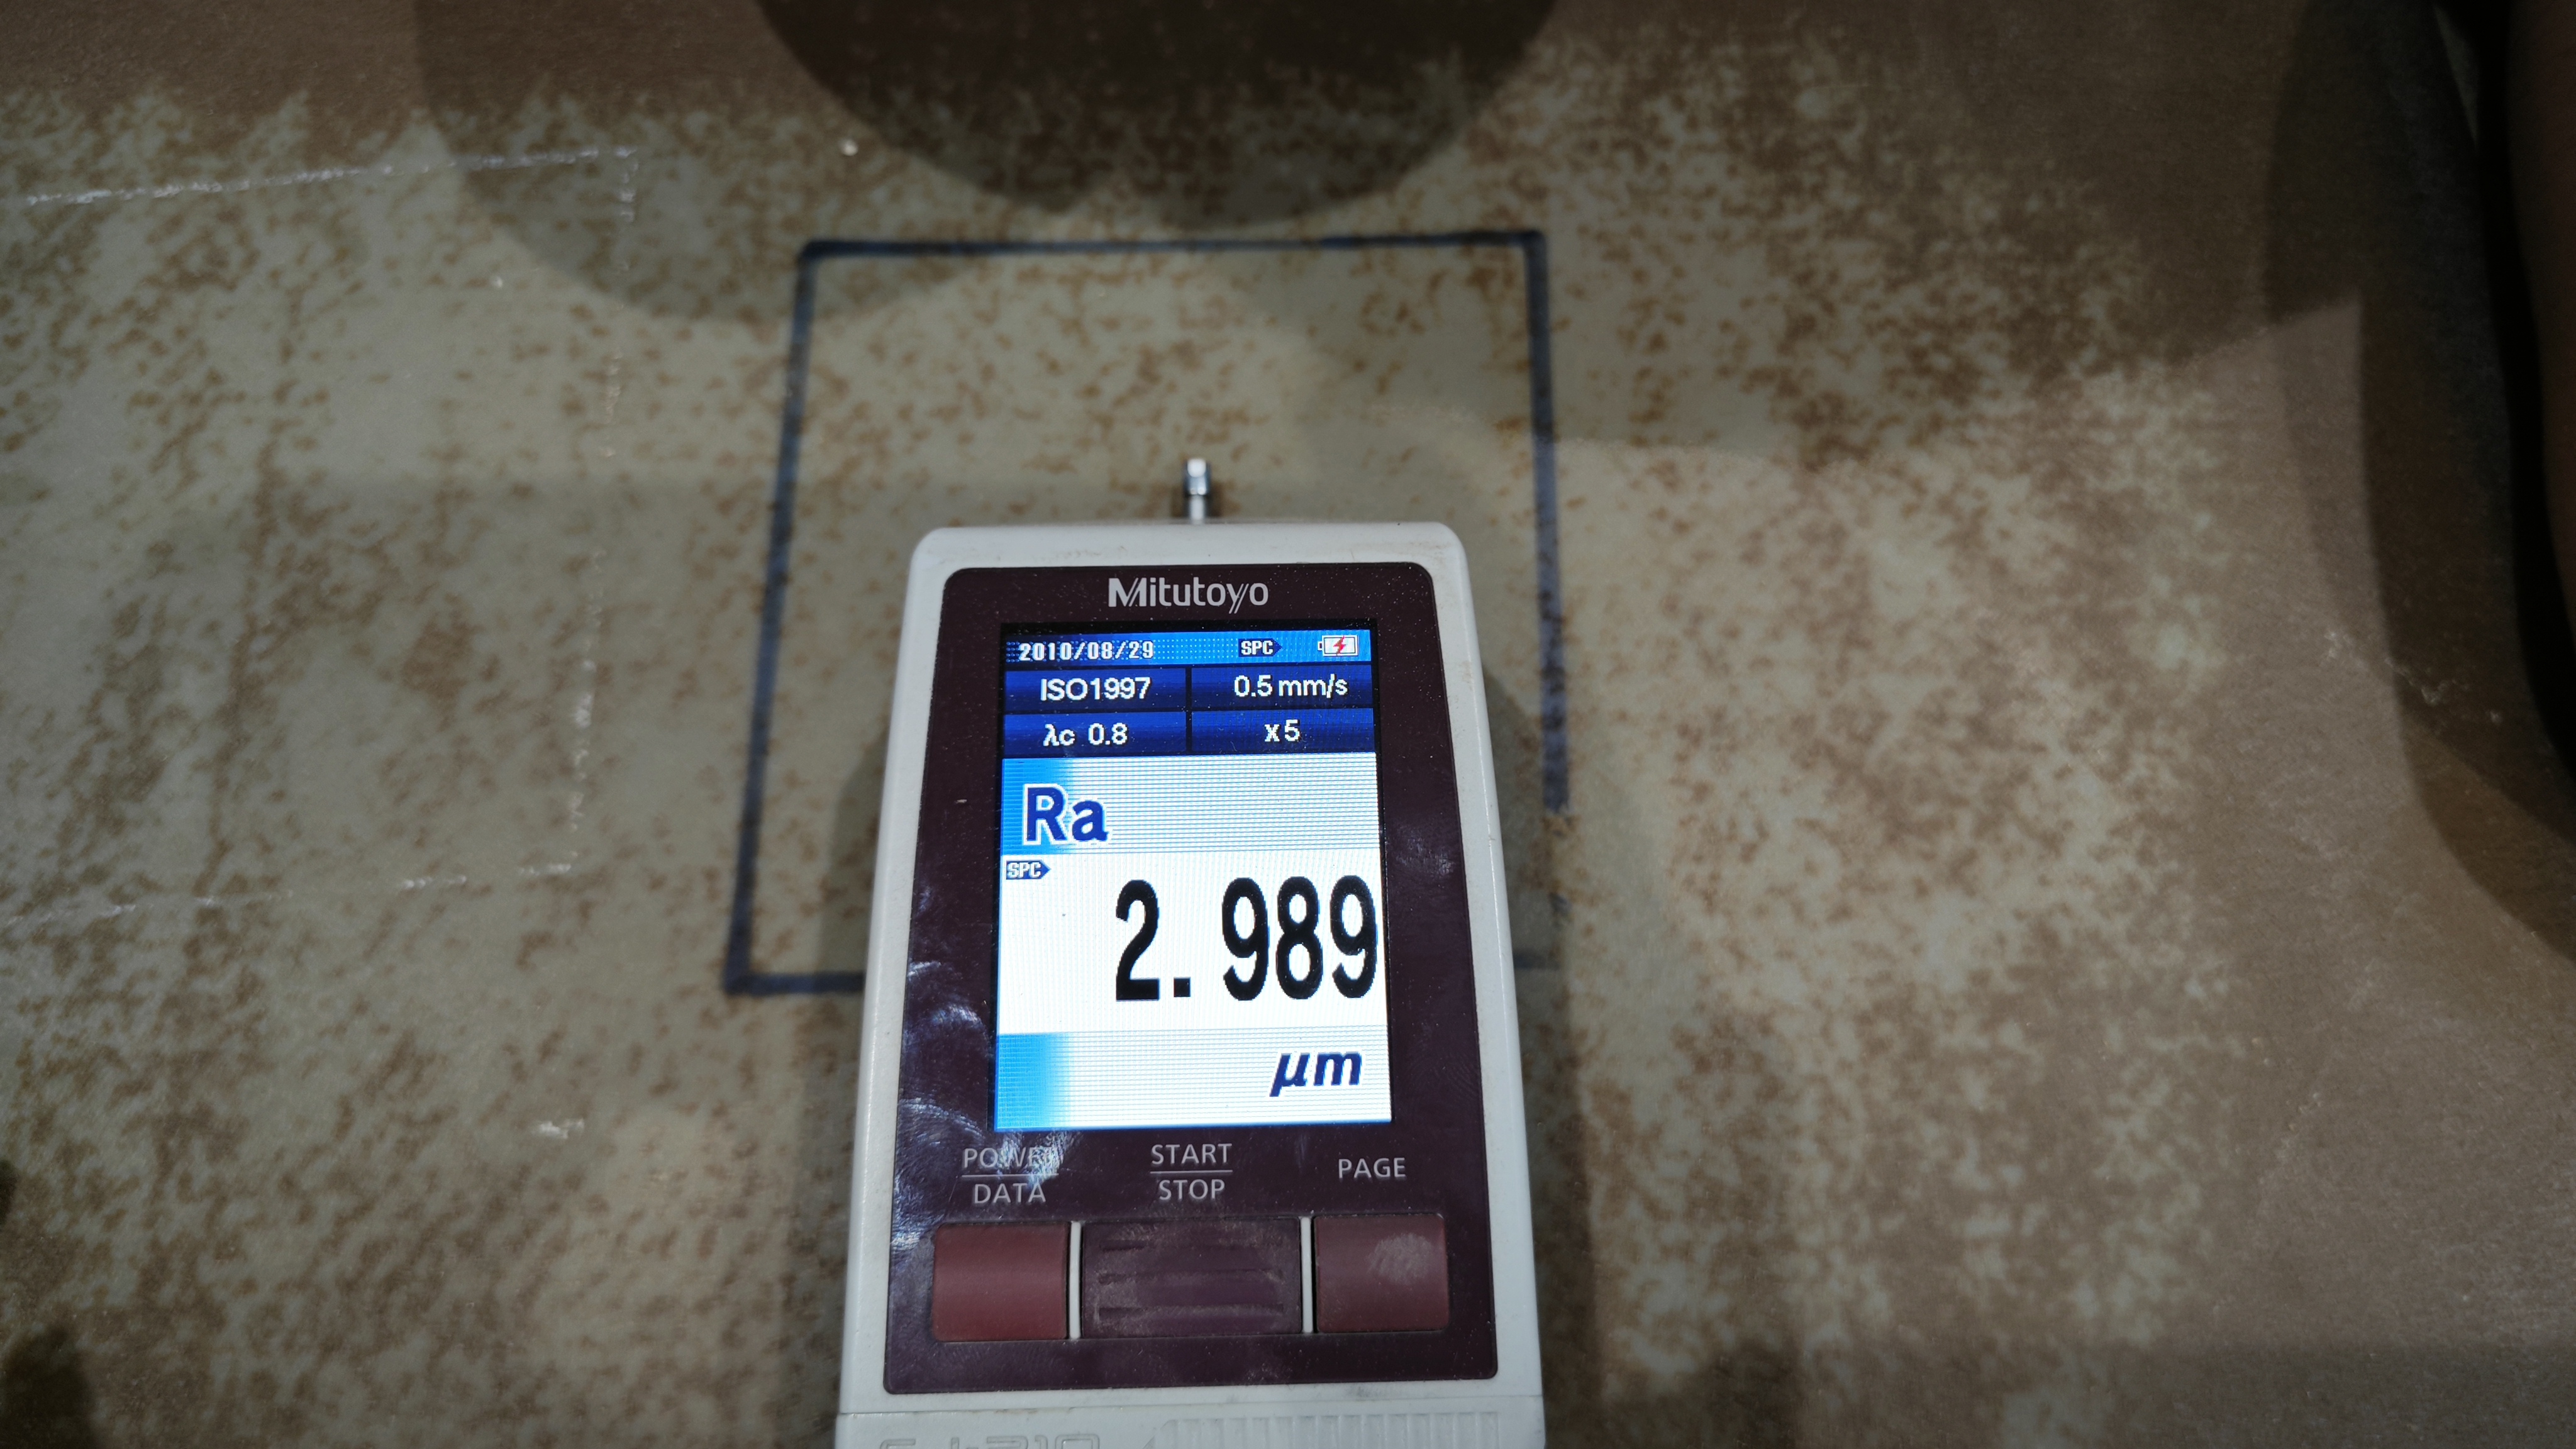 Mitutoyo
2010/08/29 SPC
ISO1997 0.5 mm/s
λc 0.8 x5
Ra
SPC
2.989
µm
POWER START PAGE
DATA STOP